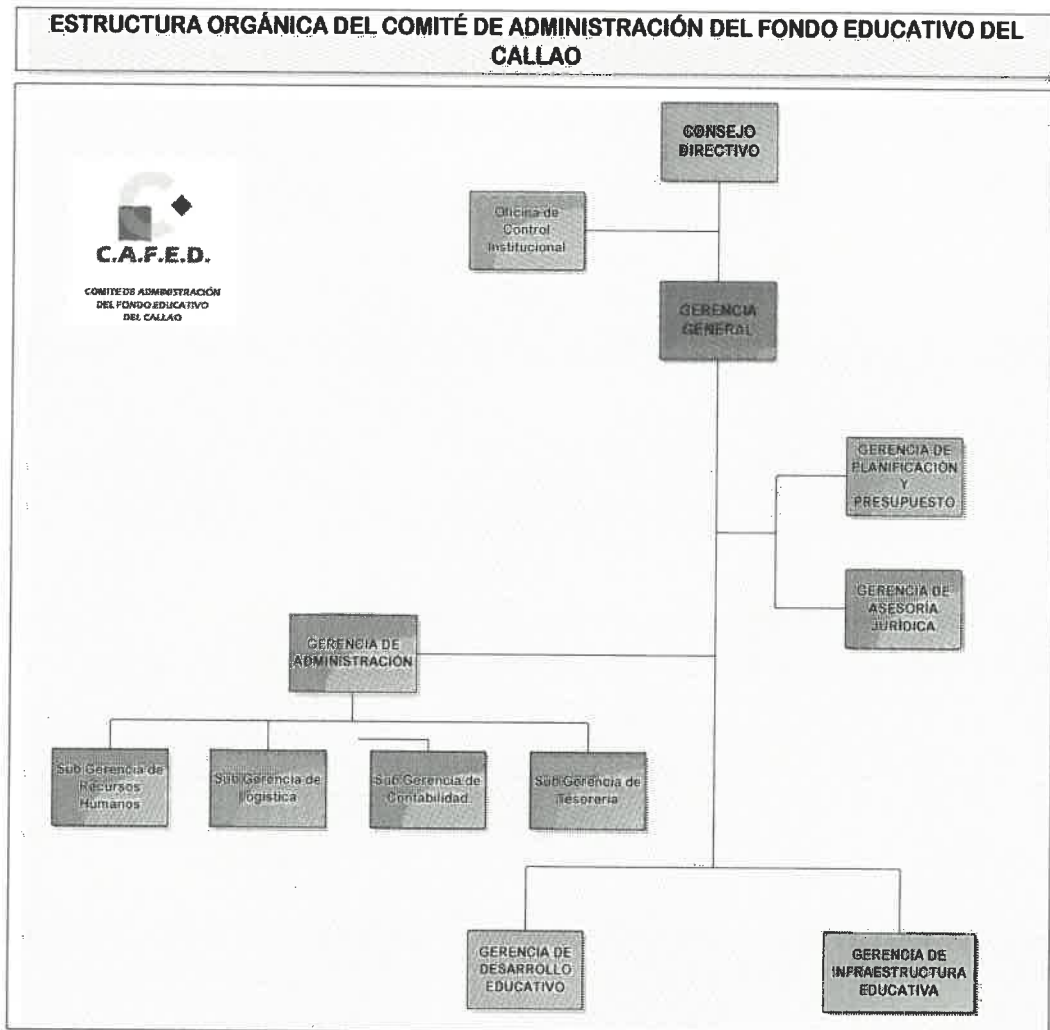 ESTRUCTURA ORGÁNICA DEL COMITÉ DE ADMINISTRACIÓN DEL FONDO EDUCATIVO DEL
CALLAO
CONSEJO
DIRECTIVO
Oficina de
Control
Institucional
C.A.F.E.D.
COMITE DE ADMINISTRACIÓN
DEL FONDO EDUCATIVO
DEL CALLAO
GERENCIA
GENERAL
GERENCIA DE
PLANIFICACIÓN
Y
PRESUPUESTO
GERENCIA DE
ASESORÍA
JURÍDICA
GERENCIA DE
ADMINISTRACIÓN
Sub Gerencia de
Recursos
Humanos
Sub Gerencia de
Logística
Sub Gerencia de
Contabilidad.
Sub Gerencia de
Tesorería
GERENCIA DE
DESARROLLO
EDUCATIVO
GERENCIA DE
INFRAESTRUCTURA
EDUCATIVA